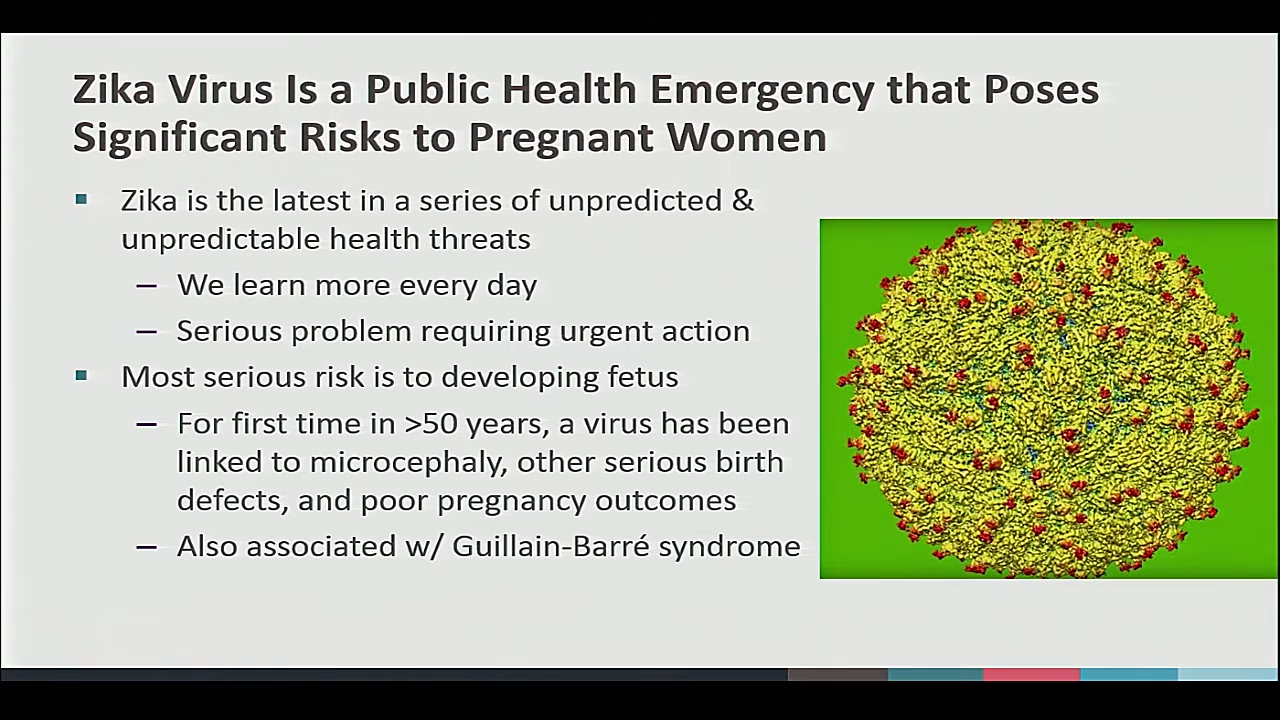 Zika Virus Is a Public Health Emergency that Poses
Significant Risks to Pregnant Women
▪ Zika is the latest in a series of unpredicted &
unpredictable health threats
– We learn more every day
– Serious problem requiring urgent action
▪ Most serious risk is to developing fetus
– For first time in >50 years, a virus has been
linked to microcephaly, other serious birth
defects, and poor pregnancy outcomes
– Also associated w/ Guillain-Barré syndrome